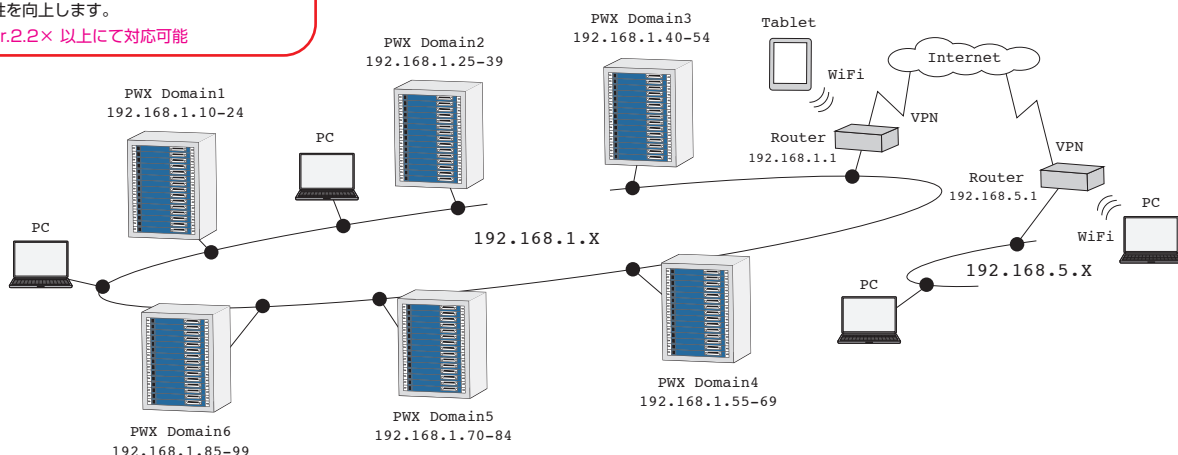 性を向上します。
r.2.2× 以上にて対応可能
PWX Domain1
192.168.1.10-24
PWX Domain2
192.168.1.25-39
PWX Domain3
192.168.1.40-54
Tablet
WiFi
Internet
VPN
Router
192.168.1.1
VPN
Router
192.168.5.1
PC
WiFi
PC
PC
192.168.1.X
192.168.5.X
PC
PWX Domain4
192.168.1.55-69
PWX Domain5
192.168.1.70-84
PWX Domain6
192.168.1.85-99